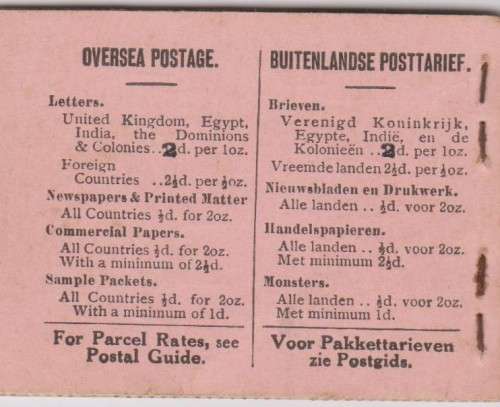 OVERSEA POSTAGE.
Letters.
United Kingdom, Egypt,
India, the Dominions
& Colonies..2d. per 1oz.
Foreign
Countries ..2½d. per ½oz.
Newspapers & Printed Matter
All Countries ½d. for 2oz.
Commercial Papers.
All Countries ½d. for 2oz.
With a minimum of 2½d.
Sample Packets.
All Countries ½d. for 2oz.
With a minimum of 1d.
For Parcel Rates, see
Postal Guide.
BUITENLANDSE POSTTARIEF.
Brieven.
Verenigd Koninkrijk,
Egypte, Indië, en de
Kolonieën ..2d. per 1oz.
Vreemde landen 2½d. per ½oz.
Nieuwsbladen en Drukwerk.
Alle landen .. ½d. voor 2oz.
Handelspapieren.
Alle landen .. ½d. voor 2oz.
Met minimum 2½d.
Monsters.
Alle landen .. ½d. voor 2oz.
Met minimum 1d.
Voor Pakkettarieven
zie Postgids.